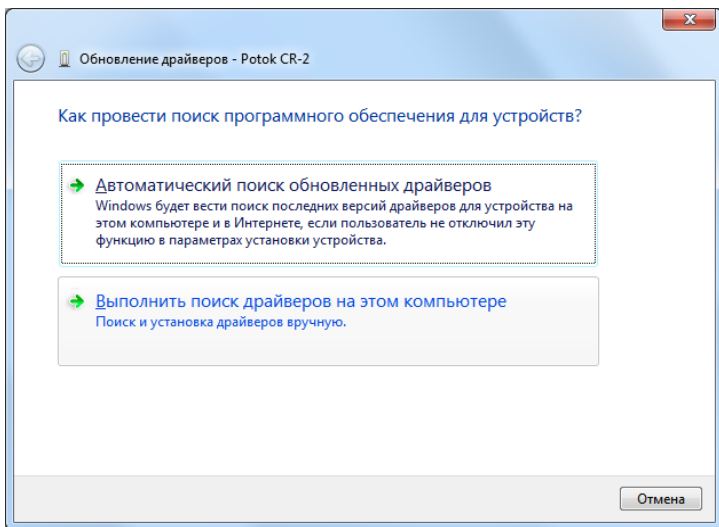 Обновление драйверов - Potok CR-2
Как провести поиск программного обеспечения для устройств?
Автоматический поиск обновленных драйверов
Windows будет вести поиск последних версий драйверов для устройства на
этом компьютере и в Интернете, если пользователь не отключил эту
функцию в параметрах установки устройства.
Выполнить поиск драйверов на этом компьютере
Поиск и установка драйверов вручную.
Отмена